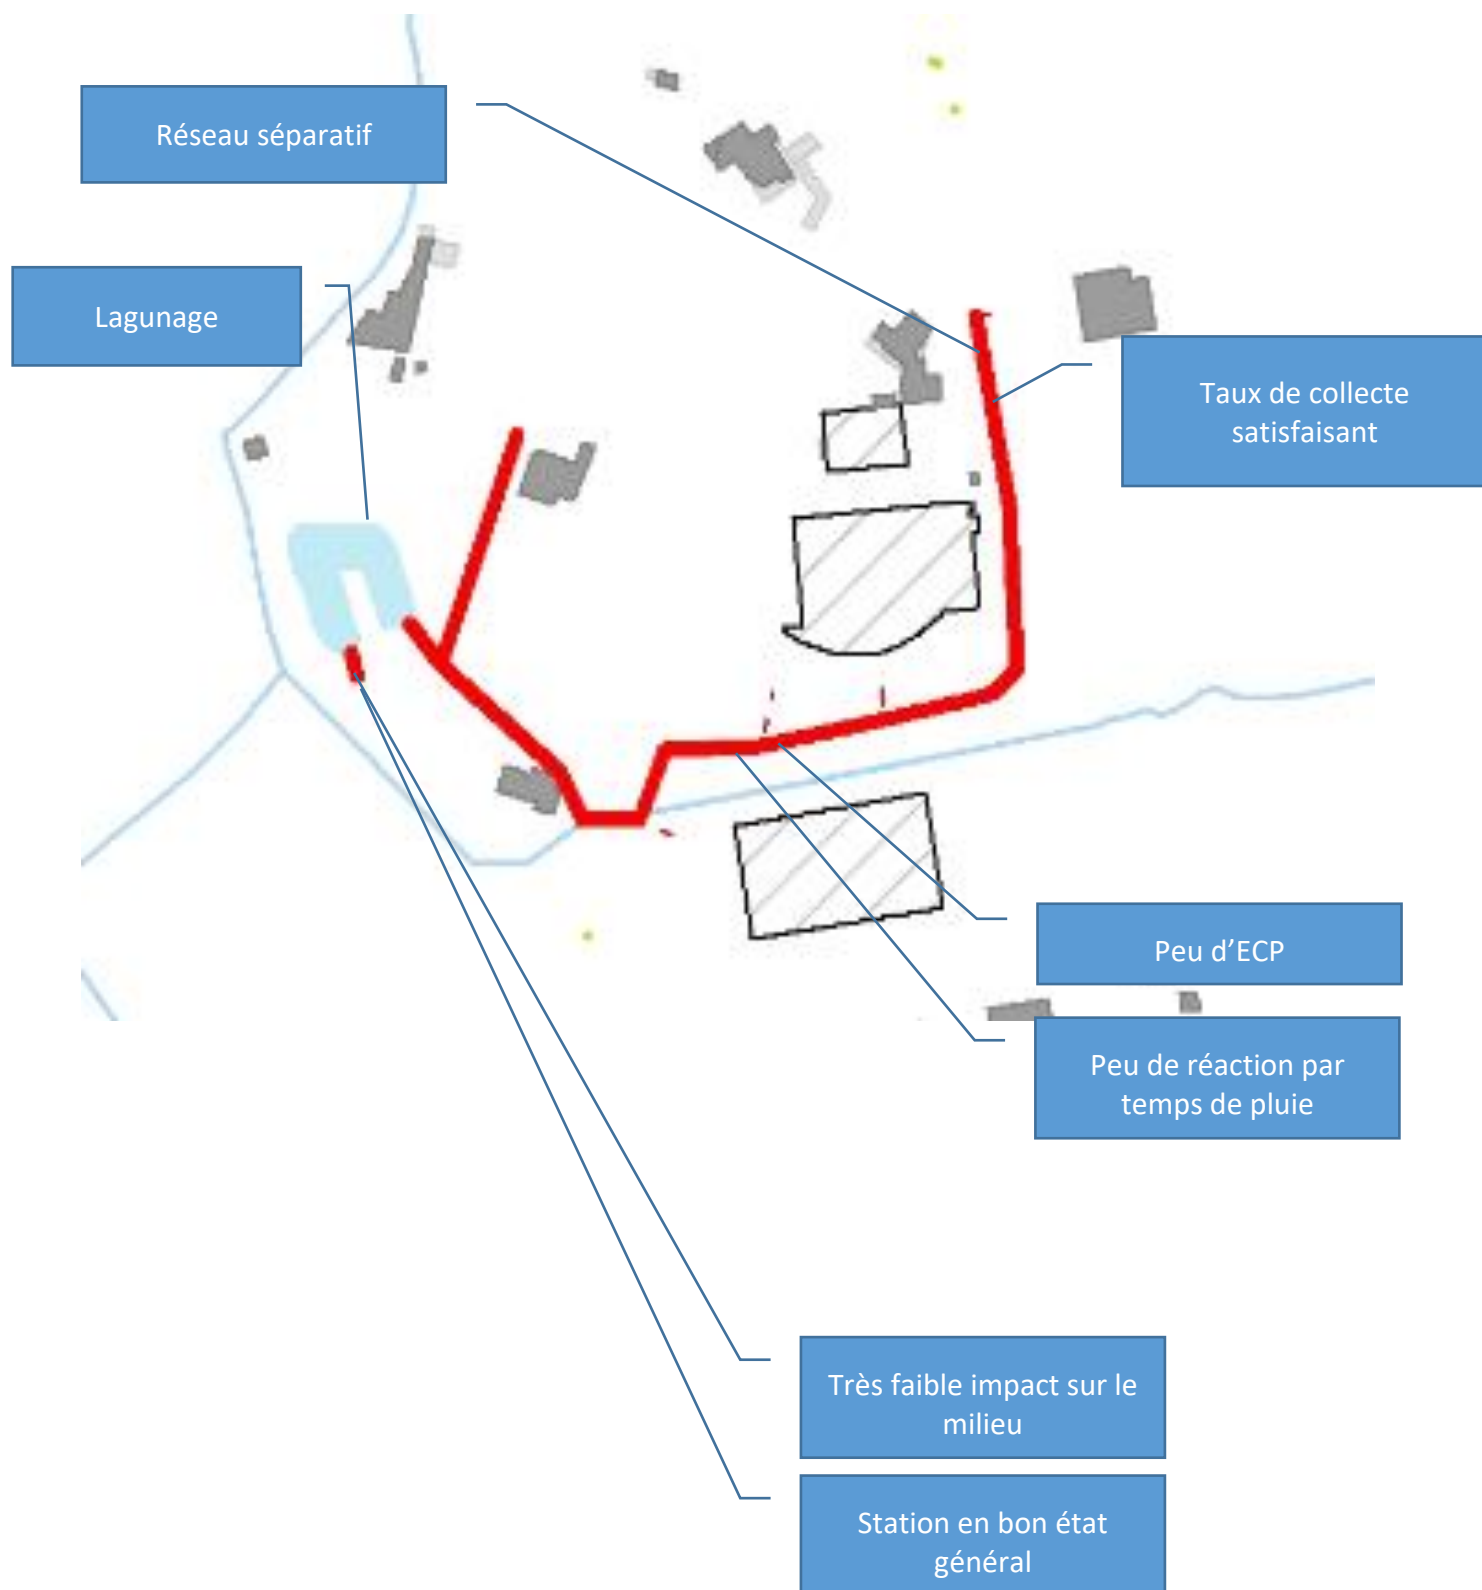 Réseau séparatif
Lagunage
Taux de collecte
satisfaisant
Peu d’ECP
Peu de réaction par
temps de pluie
Très faible impact sur le
milieu
Station en bon état
général